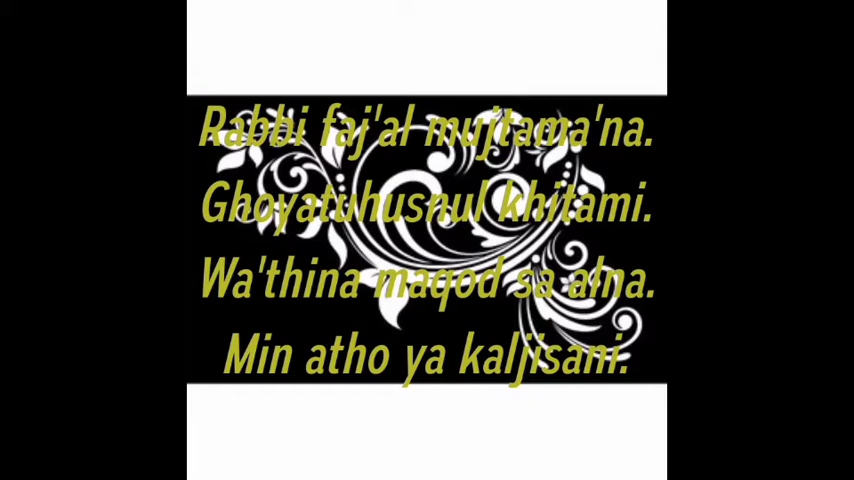 Rabbi faj'al mujtama'na.
Ghoyatuhusnul khitami.
Wa'thina maqod sa alna.
Min atho ya kaljisani.